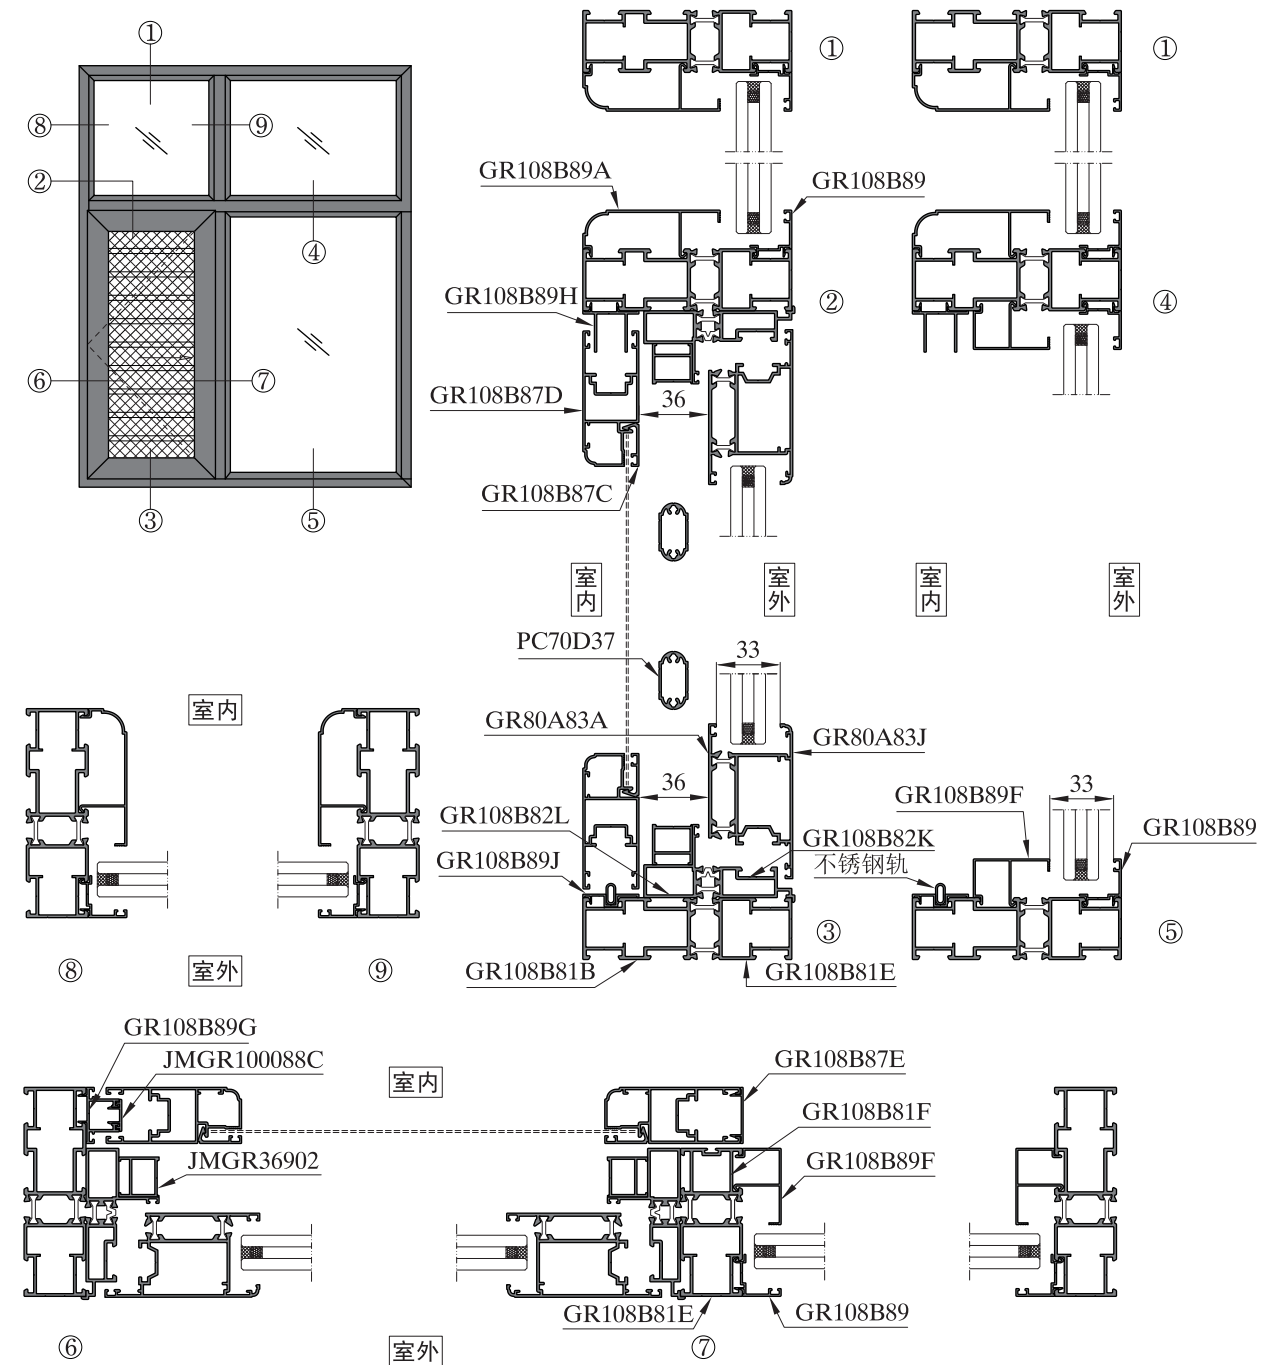 ①
⑧
⑨
②
④
⑥
⑦
③
⑤
①
①
GR108B89A
GR108B89
GR108B89H
②
④
GR108B87D
36
GR108B87C
室内
室外
室内
室外
PC70D37
33
GR80A83A
GR80A83J
36
33
GR108B82L
GR108B82K
GR108B89F
GR108B89
GR108B89J
不锈钢轨
③
⑤
GR108B81B
GR108B81E
室内
⑧
室外
⑨
GR108B89G
JMGR100088C
室内
GR108B87E
GR108B81F
JMGR36902
GR108B89F
GR108B81E
GR108B89
⑥
室外
⑦